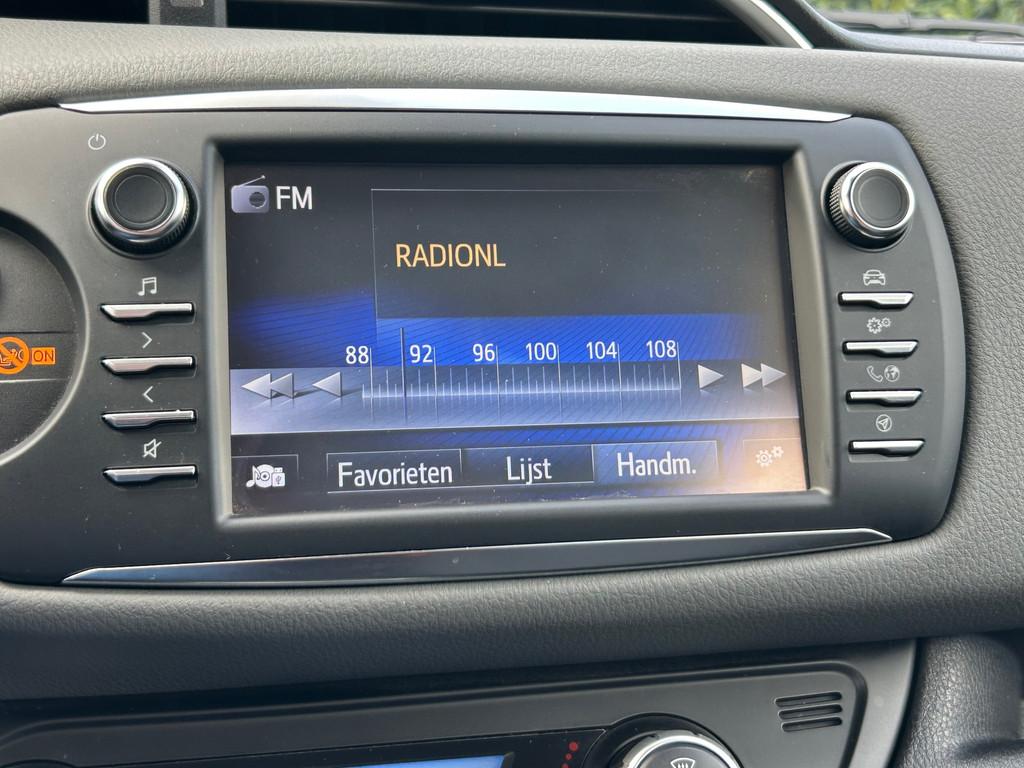 FM
RADIONL
88 92 96 100 104 108
ON
Favorieten Lijst Handm.